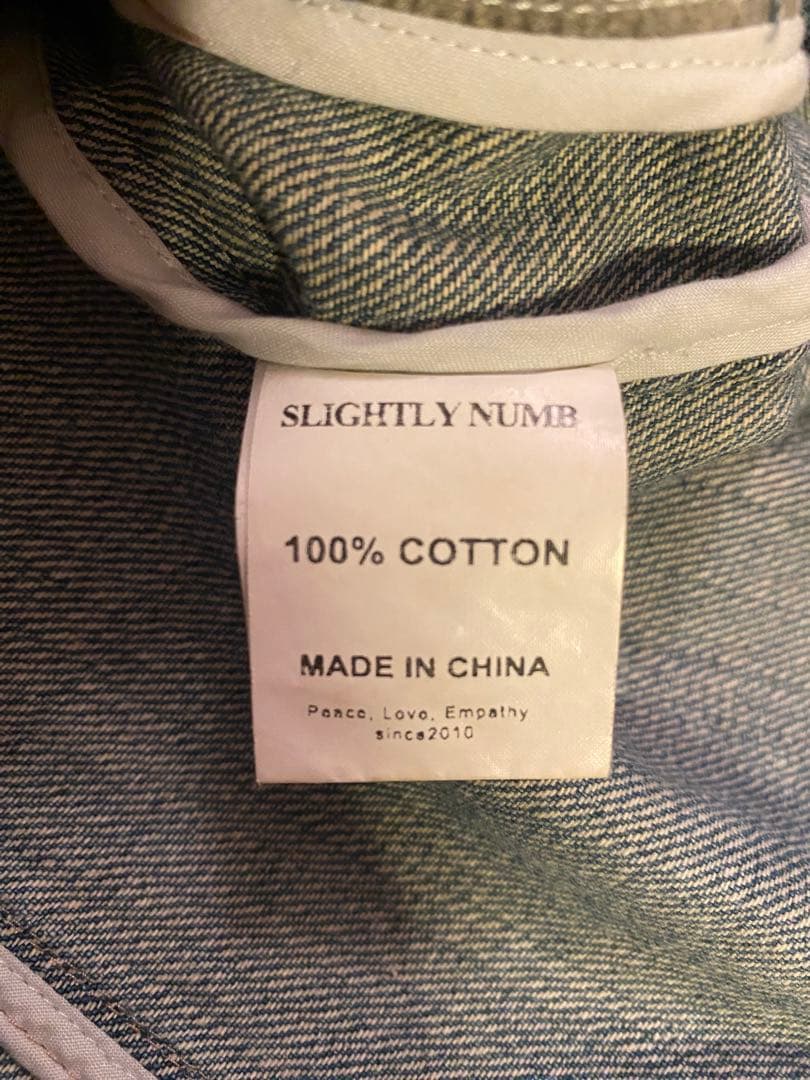 SLIGHTLY NUMB
100% COTTON
MADE IN CHINA
Peace, Love, Empathy
since2010